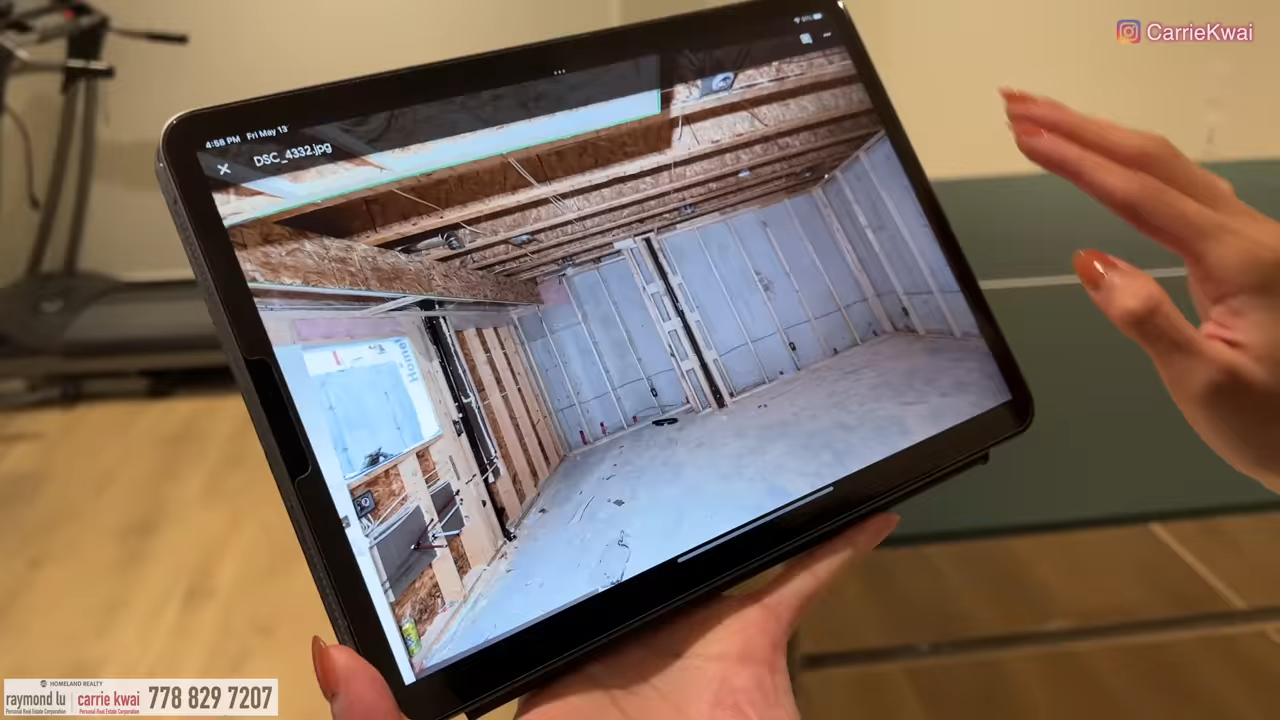 CarrieKwai
4:58 PM Fri May 13
DSC_4332.jpg
HOMELAND REALTY
raymond lu carrie kwai 778 829 7207
Personal Real Estate Corporation Personal Real Estate Corporation